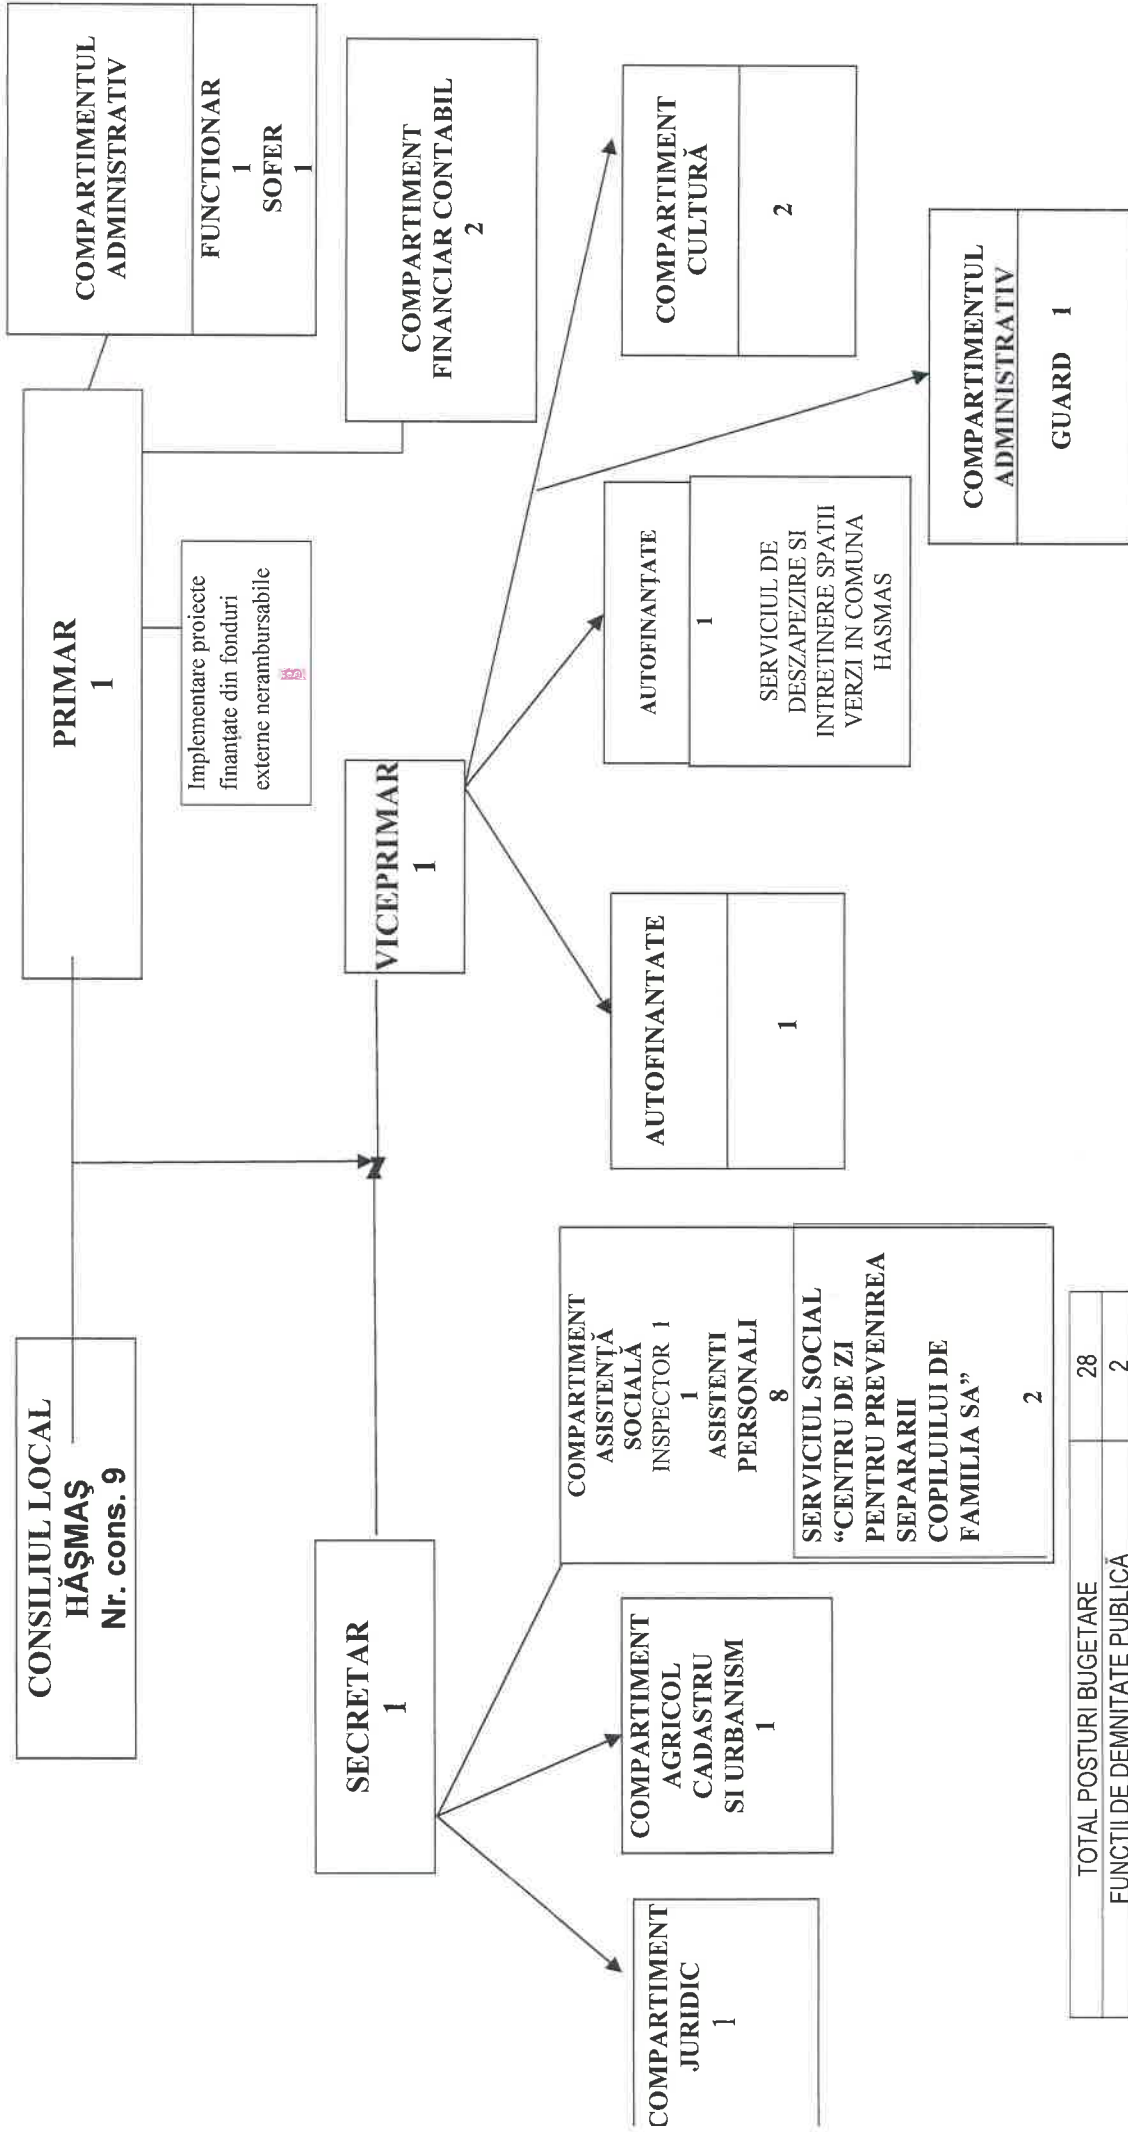 CONSILIUL LOCAL
HĂŞMAŞ
Nr. cons. 9
PRIMAR
1
COMPARTIMENTUL
ADMINISTRATIV
FUNCTIONAR
1
SOFER
1
Implementare proiecte
finanţate din fonduri
externe nerambursabile
SECRETAR
1
VICEPRIMAR
1
COMPARTIMENT
FINANCIAR CONTABIL
2
COMPARTIMENT
JURIDIC
1
COMPARTIMENT
AGRICOL
CADASTRU
SI URBANISM
1
COMPARTIMENT
ASISTENŢĂ
SOCIALĂ
INSPECTOR 1
1
ASISTENTI
PERSONALI
8
SERVICIUL SOCIAL
“CENTRU DE ZI
PENTRU PREVENIREA
SEPARARII
COPILUILUI DE
FAMILIA SA”
2
AUTOFINANTATE
1
AUTOFINANŢATE
1
SERVICIUL DE
DESZAPEZIRE SI
INTRETINERE SPATII
VERZI IN COMUNA
HASMAS
COMPARTIMENT
CULTURĂ
2
COMPARTIMENTUL
ADMINISTRATIV
GUARD 1
TOTAL POSTURI BUGETARE 28
FUNCTII DE DEMNITATE PUBLICĂ 2